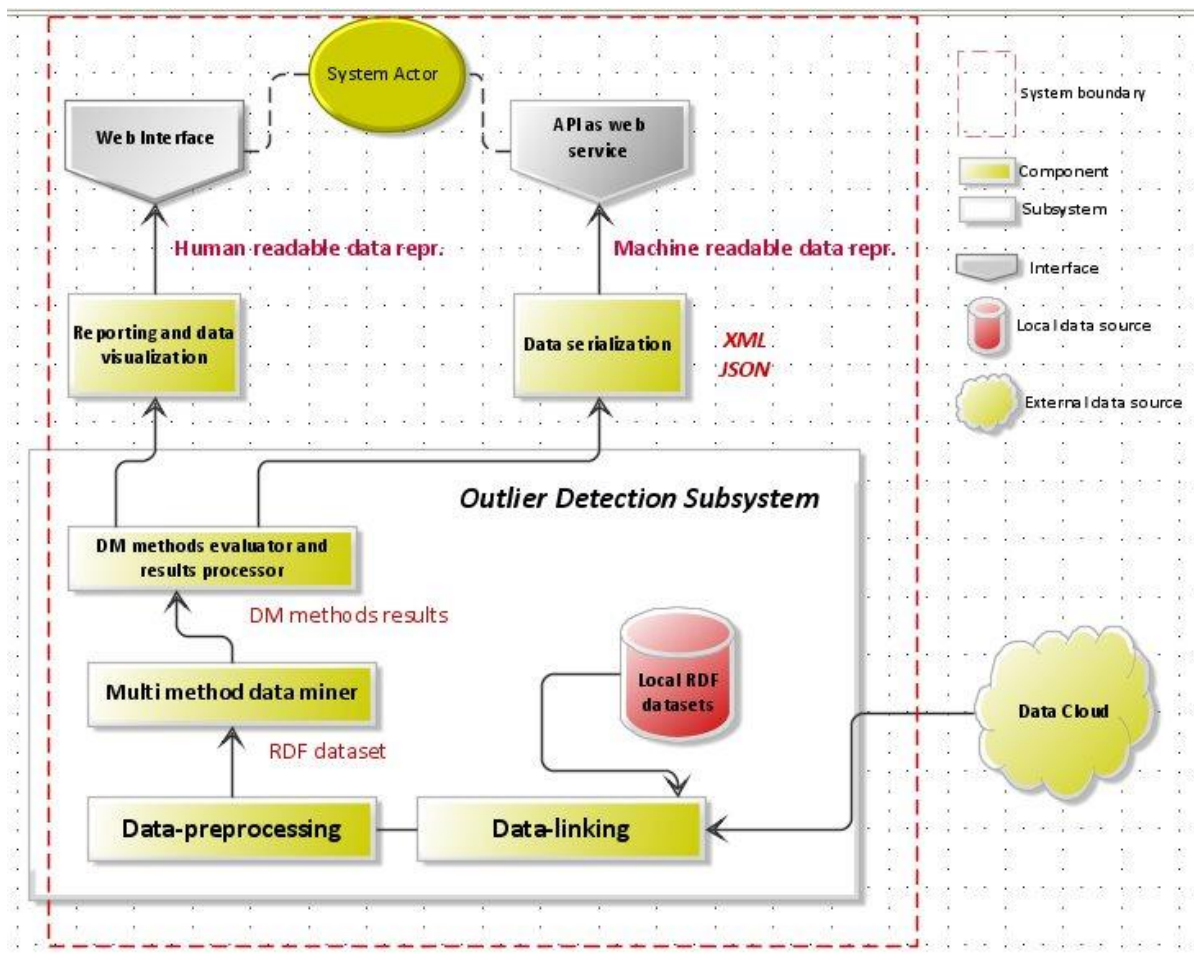 System Actor
Web Interface
API as web
service
Human readable data repr.
Machine readable data repr.
Reporting and data
visualization
Data serialization
XML
JSON
Outlier Detection Subsystem
DM methods evaluator and
results processor
DM methods results
Multi method data miner
Local RDF
datasets
RDF dataset
Data-preprocessing
Data-linking
Data Cloud
System boundary
Component
Subsystem
Interface
Local data source
External data source